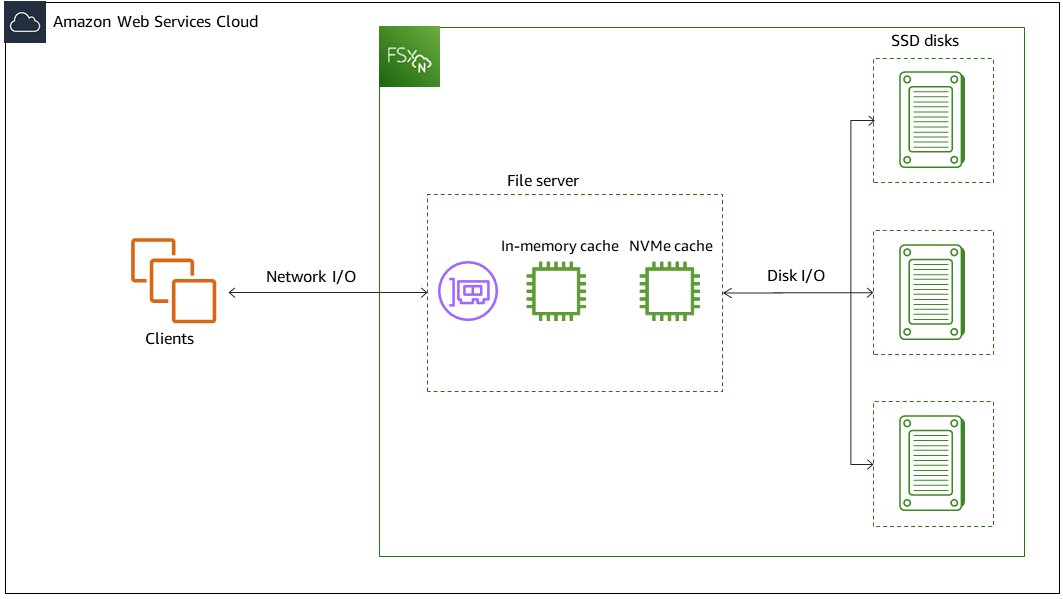 Amazon Web Services Cloud
FSx
N
SSD disks
File server
In-memory cache
NVMe cache
Network I/O
Disk I/O
Clients